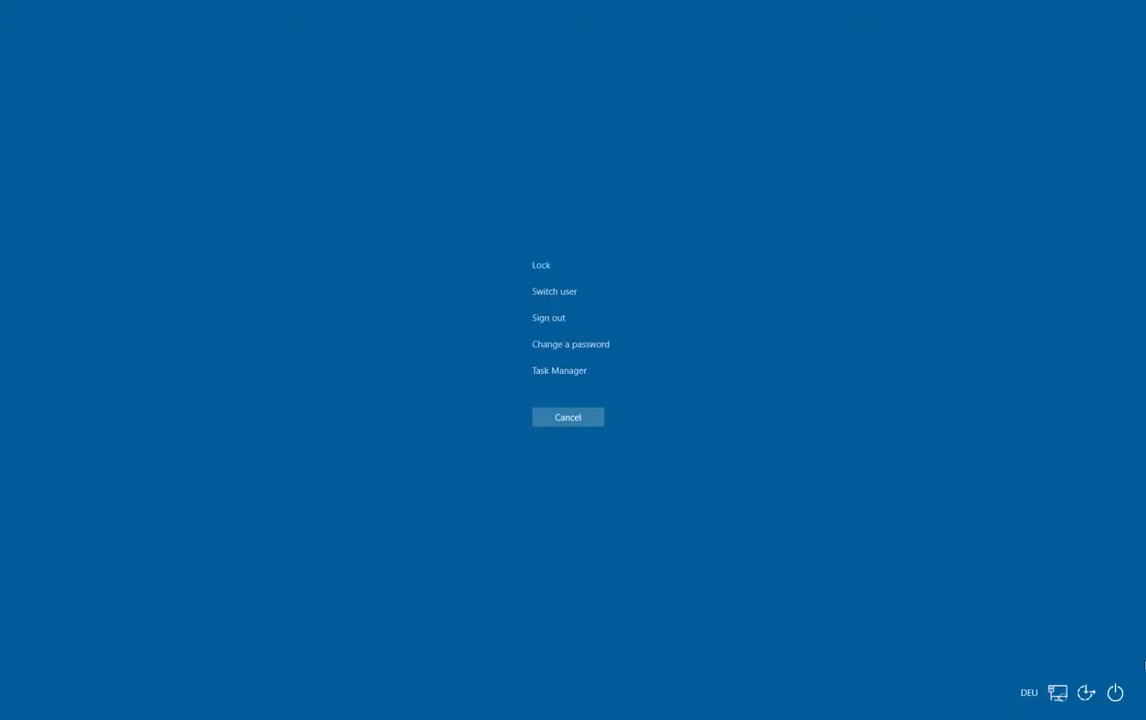 Lock
Switch user
Sign out
Change a password
Task Manager
Cancel
DEU